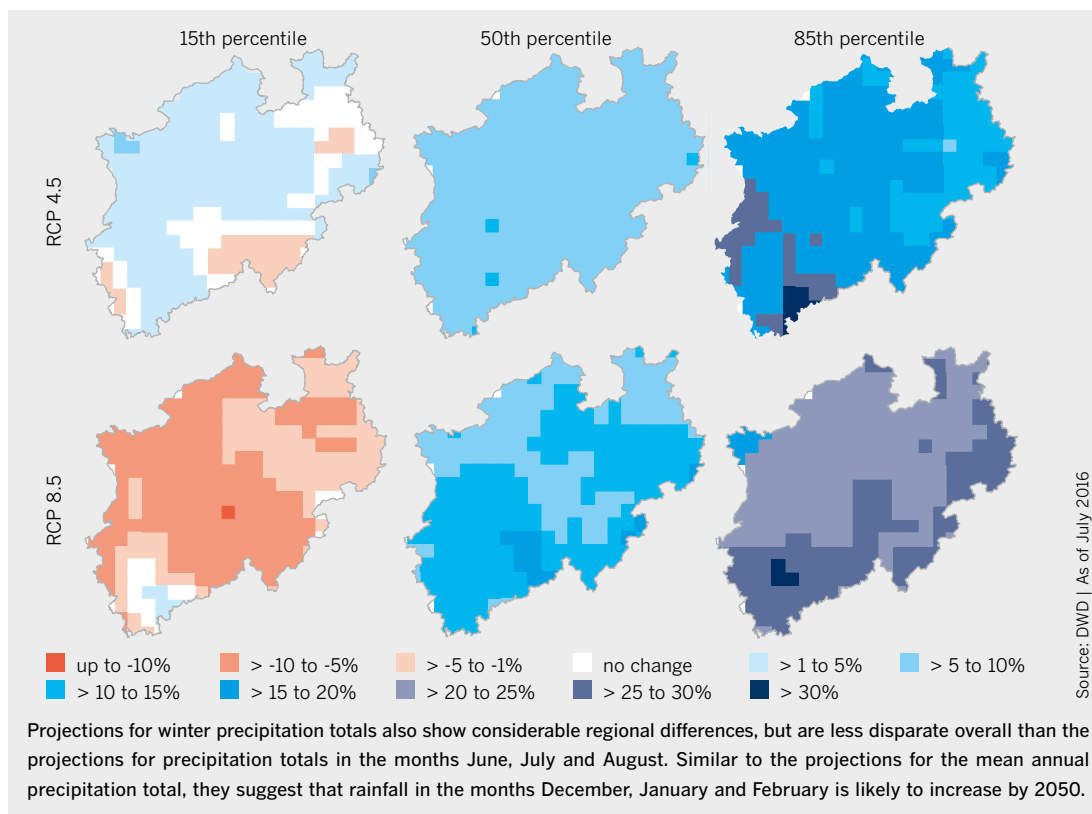 15th percentile 50th percentile 85th percentile
RCP 4.5
RCP 8.5
up to -10% > -10 to -5% > -5 to -1% no change > 1 to 5% > 5 to 10%
> 10 to 15% > 15 to 20% > 20 to 25% > 25 to 30% > 30%
Source: DWD | As of July 2016
Projections for winter precipitation totals also show considerable regional differences, but are less disparate overall than the
projections for precipitation totals in the months June, July and August. Similar to the projections for the mean annual
precipitation total, they suggest that rainfall in the months December, January and February is likely to increase by 2050.